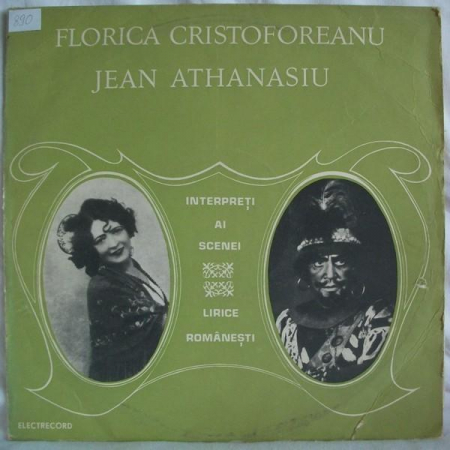 890
FLORICA CRISTOFOREANU
JEAN ATHANASIU
INTERPREȚI
AI
SCENEI
LIRICE
ROMÂNEȘTI
ELECTRECORD